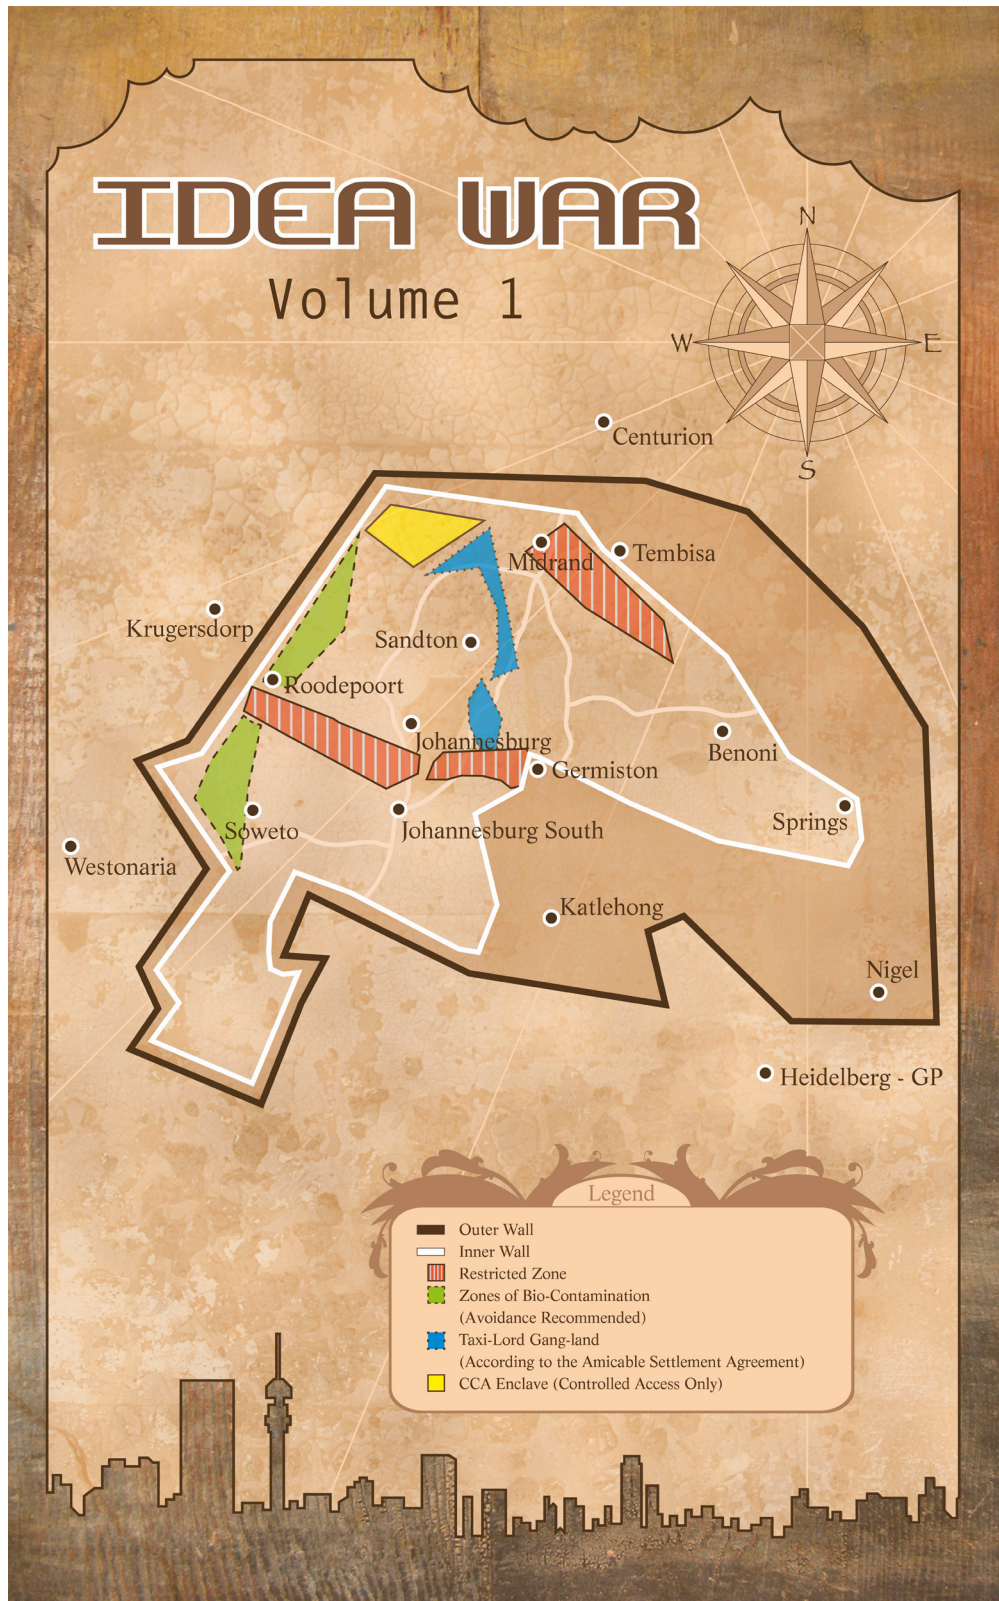 IDEA WAR
Volume 1
N
W
E
S
Centurion
Midrand
Tembisa
Krugersdorp
Sandton
Roodepoort
Johannesburg
Benoni
Germiston
Springs
Soweto
Johannesburg South
Westonaria
Katlehong
Nigel
Heidelberg - GP
Legend
Outer Wall
Inner Wall
Restricted Zone
Zones of Bio-Contamination
(Avoidance Recommended)
Taxi-Lord Gang-land
(According to the Amicable Settlement Agreement)
CCA Enclave (Controlled Access Only)